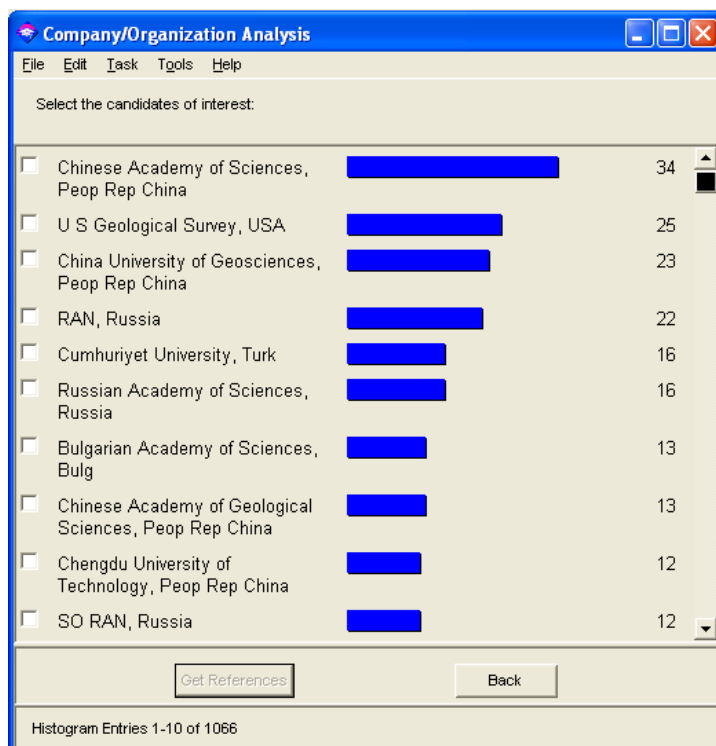 Company/Organization Analysis
File Edit Task Tools Help
Select the candidates of interest:
Chinese Academy of Sciences, 34
Peop Rep China
U S Geological Survey, USA 25
China University of Geosciences, 23
Peop Rep China
RAN, Russia 22
Cumhuriyet University, Turk 16
Russian Academy of Sciences, 16
Russia
Bulgarian Academy of Sciences, 13
Bulg
Chinese Academy of Geological 13
Sciences, Peop Rep China
Chengdu University of 12
Technology, Peop Rep China
SO RAN, Russia 12
Get References Back
Histogram Entries 1-10 of 1066